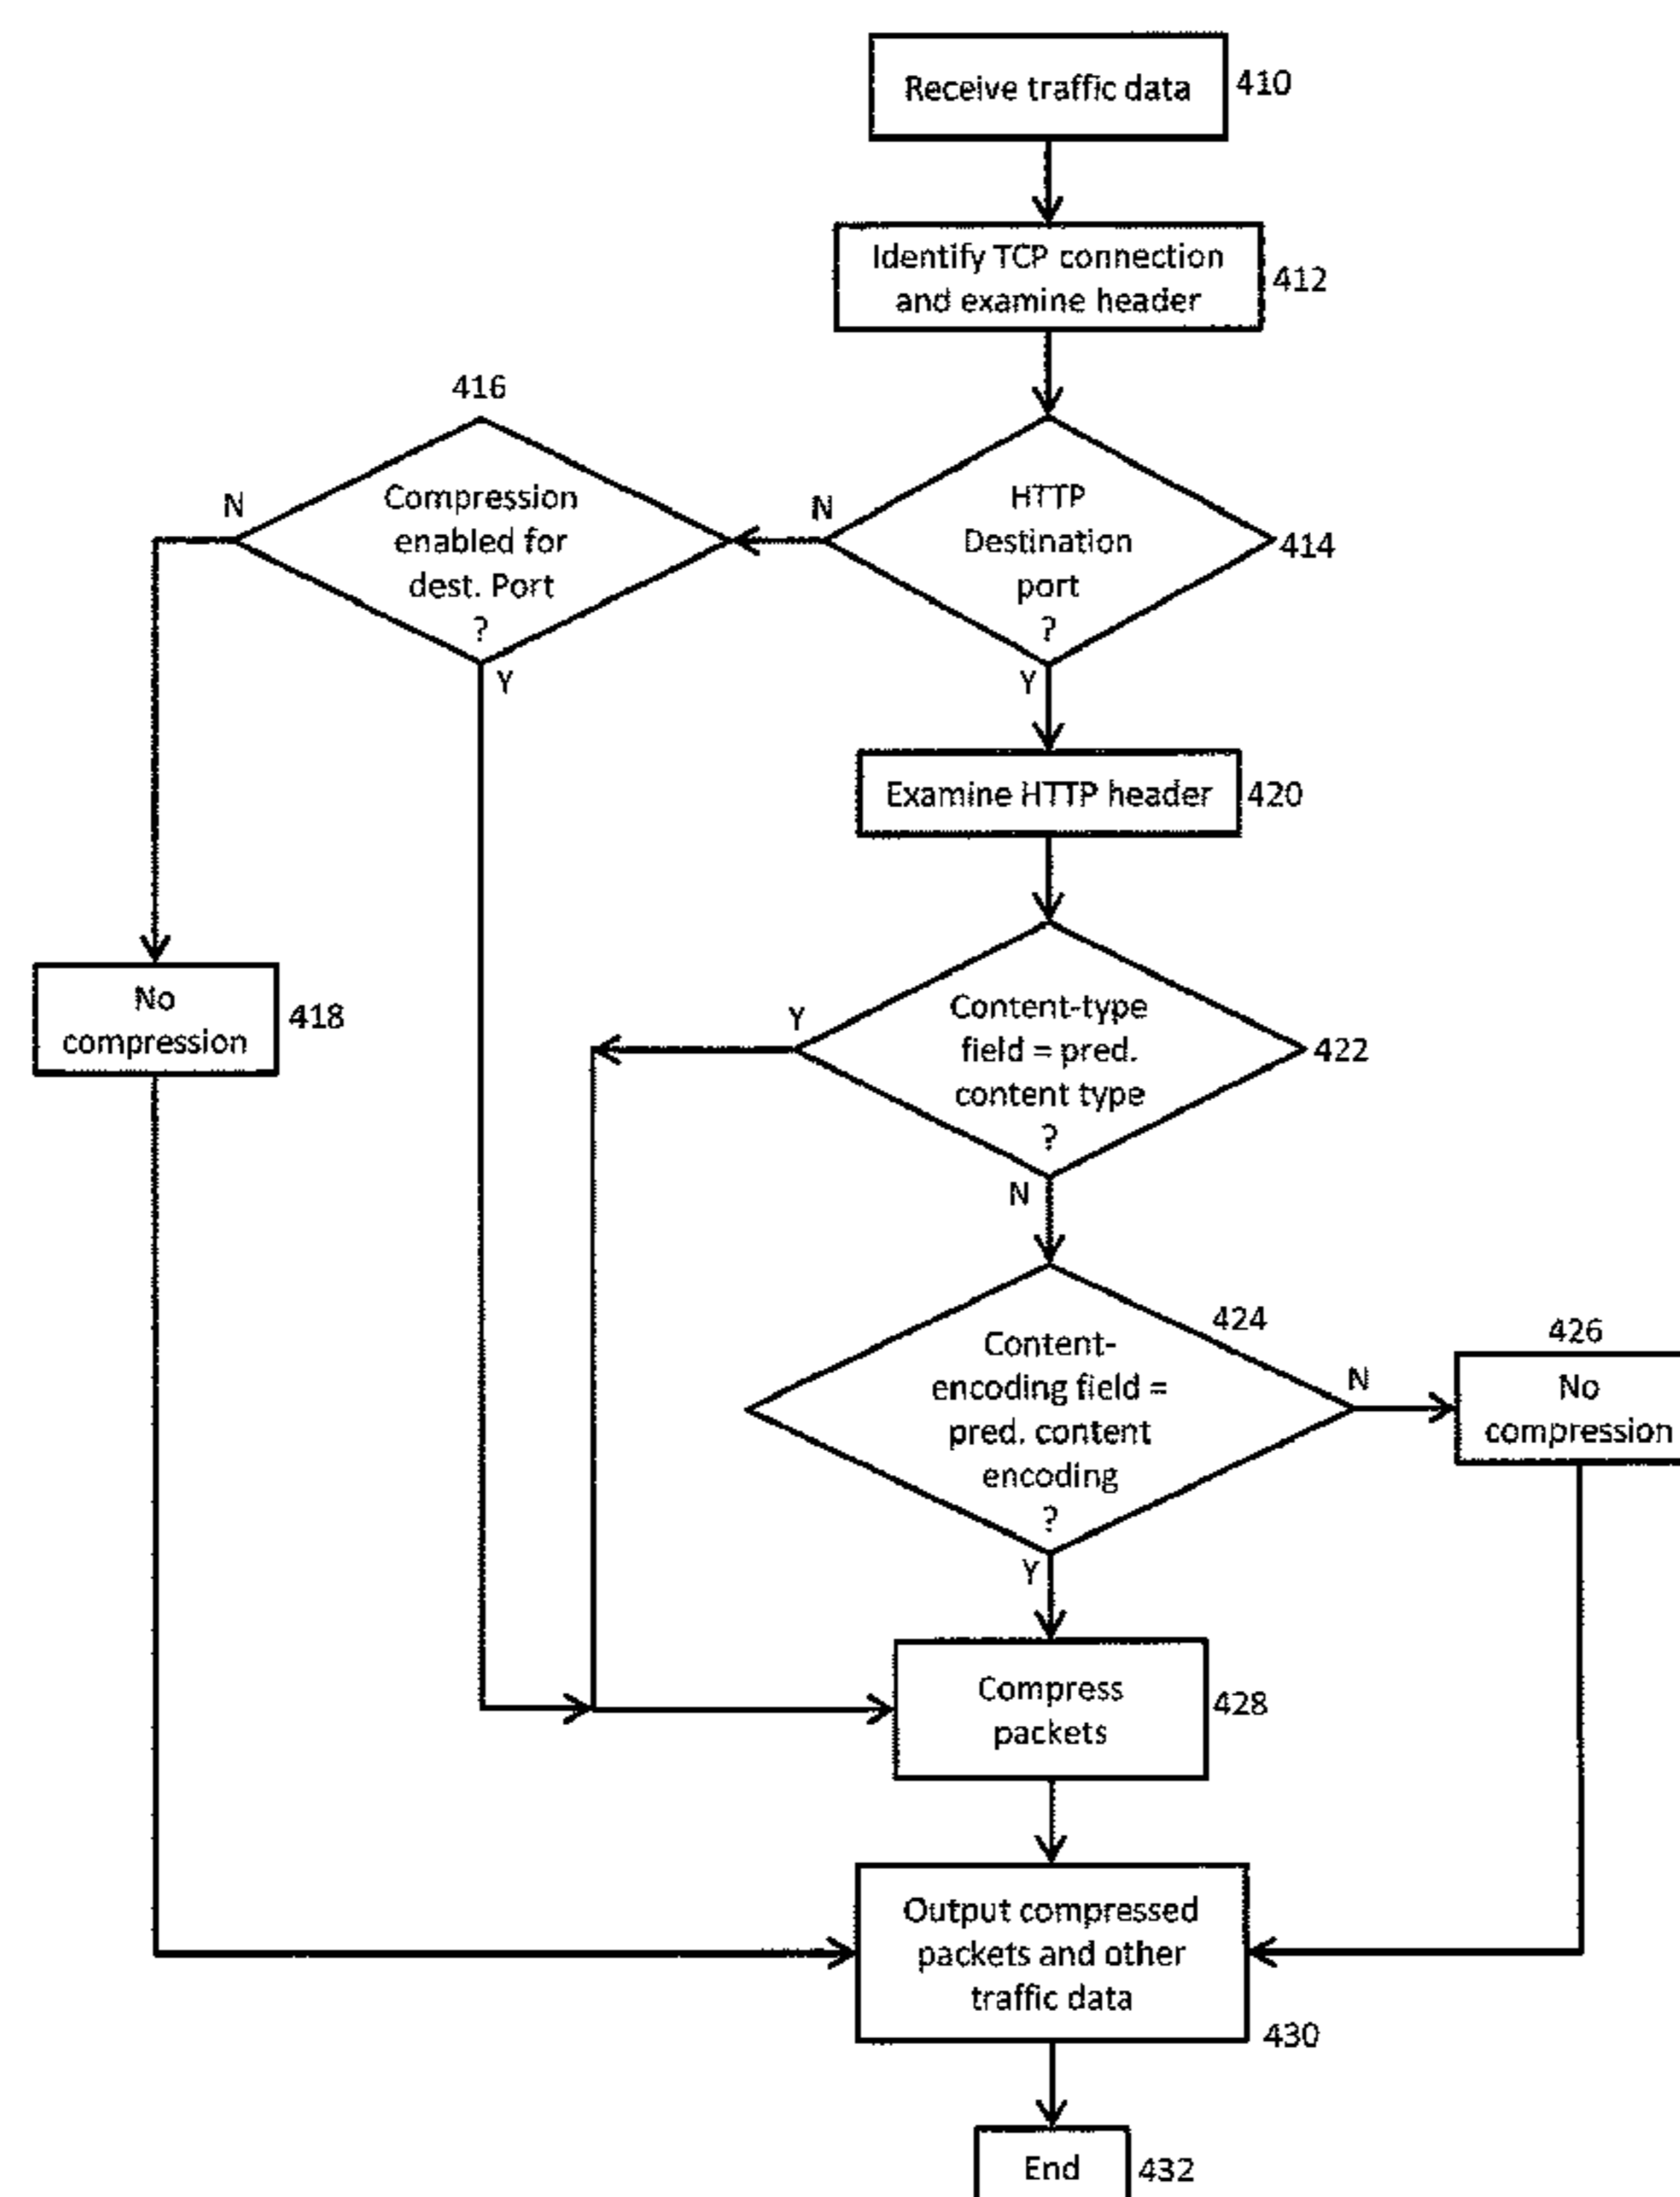 Receive traffic data
410
Identify TCP connection
and examine header
412
416
Compression
enabled for
dest. Port
?
N
Y
N
HTTP
Destination
port
?
414
Y
Examine HTTP header
420
No
compression
418
Y
Content-type
field = pred.
content type
?
422
N
424
Content-
encoding field =
pred. content
encoding
?
N
426
No
compression
Y
Compress
packets
428
Output compressed
packets and other
traffic data
430
End
432